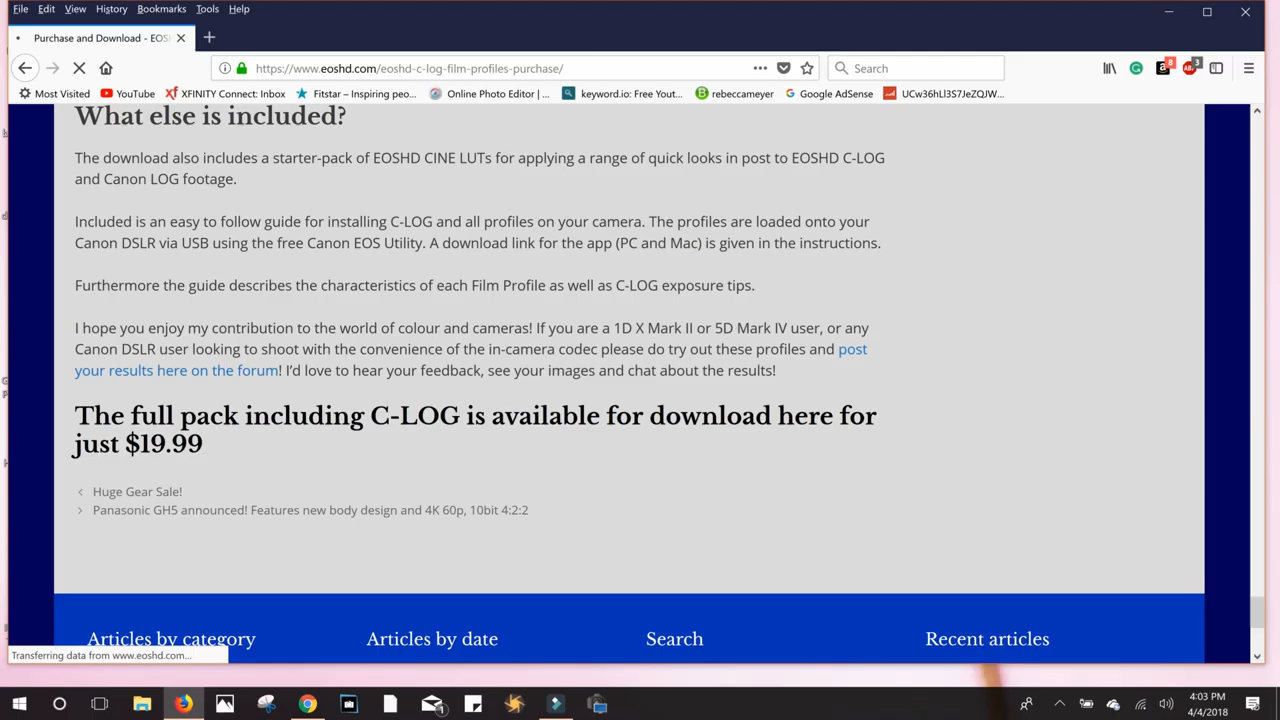 File Edit View History Bookmarks Tools Help
Purchase and Download - EOS
https://www.eoshd.com/eoshd-c-log-film-profiles-purchase/
Search
8
3
Most Visited YouTube XFINITY Connect: Inbox Fitstar – Inspiring peo... Online Photo Editor | ... keyword.io: Free Yout... rebeccameyer Google AdSense UCw36hLl3S7JeZQJW...
What else is included?
The download also includes a starter-pack of EOSHD CINE LUTs for applying a range of quick looks in post to EOSHD C-LOG
and Canon LOG footage.
Included is an easy to follow guide for installing C-LOG and all profiles on your camera. The profiles are loaded onto your
Canon DSLR via USB using the free Canon EOS Utility. A download link for the app (PC and Mac) is given in the instructions.
Furthermore the guide describes the characteristics of each Film Profile as well as C-LOG exposure tips.
I hope you enjoy my contribution to the world of colour and cameras! If you are a 1D X Mark II or 5D Mark IV user, or any
Canon DSLR user looking to shoot with the convenience of the in-camera codec please do try out these profiles and post
your results here on the forum! I'd love to hear your feedback, see your images and chat about the results!
The full pack including C-LOG is available for download here for
just $19.99
Huge Gear Sale!
Panasonic GH5 announced! Features new body design and 4K 60p, 10bit 4:2:2
Articles by category Articles by date Search Recent articles
Transferring data from www.eoshd.com...
1
4:03 PM
4/4/2018